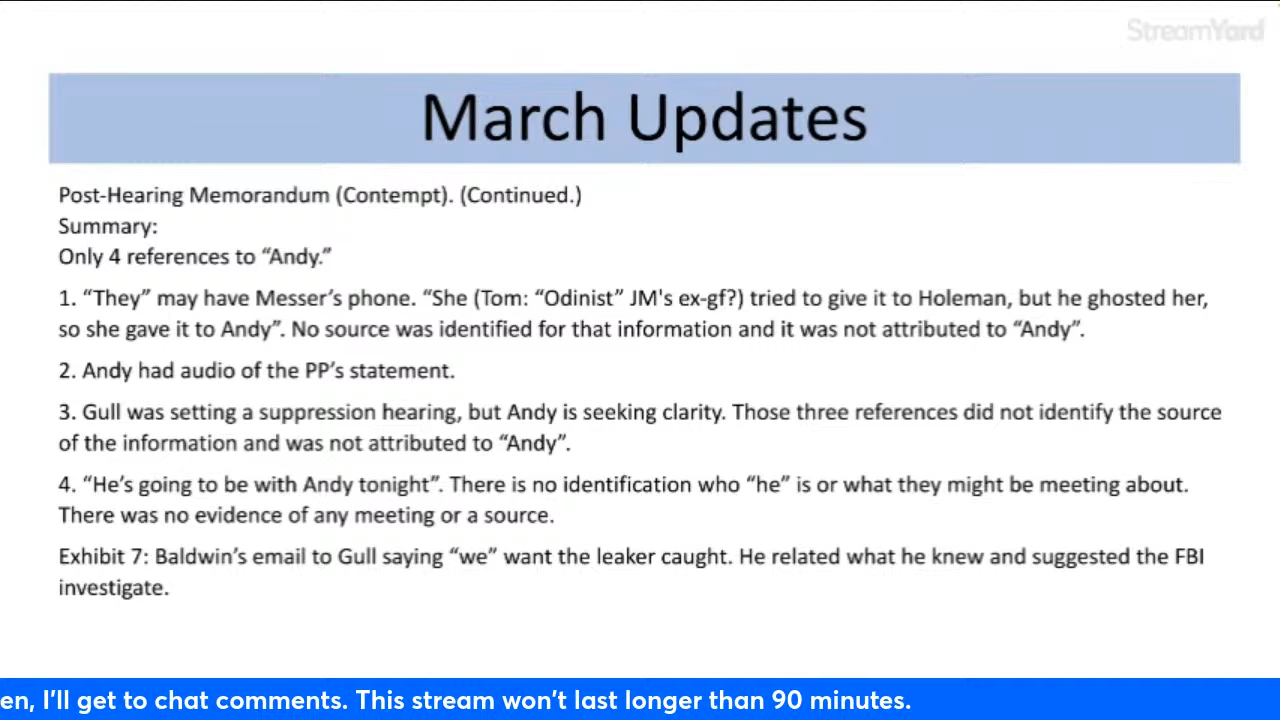 StreamYard
March Updates
Post-Hearing Memorandum (Contempt). (Continued.)
Summary:
Only 4 references to “Andy.”
1. “They” may have Messer’s phone. “She (Tom: “Odinist” JM's ex-gf?) tried to give it to Holeman, but he ghosted her,
so she gave it to Andy”. No source was identified for that information and it was not attributed to “Andy”.
2. Andy had audio of the PP’s statement.
3. Gull was setting a suppression hearing, but Andy is seeking clarity. Those three references did not identify the source
of the information and was not attributed to “Andy”.
4. “He’s going to be with Andy tonight”. There is no identification who “he” is or what they might be meeting about.
There was no evidence of any meeting or a source.
Exhibit 7: Baldwin’s email to Gull saying “we” want the leaker caught. He related what he knew and suggested the FBI
investigate.
en, I’ll get to chat comments. This stream won’t last longer than 90 minutes.